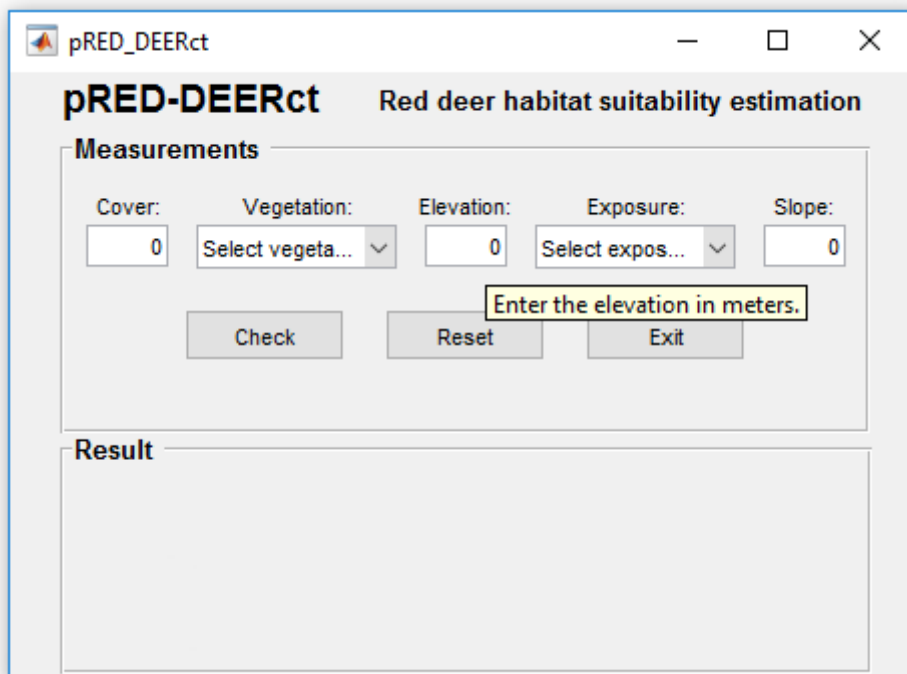 pRED_DEERct
pRED-DEERct Red deer habitat suitability estimation
Measurements
Cover: Vegetation: Elevation: Exposure: Slope:
0 Select vegeta... 0 Select expos... 0
Enter the elevation in meters.
Check Reset Exit
Result